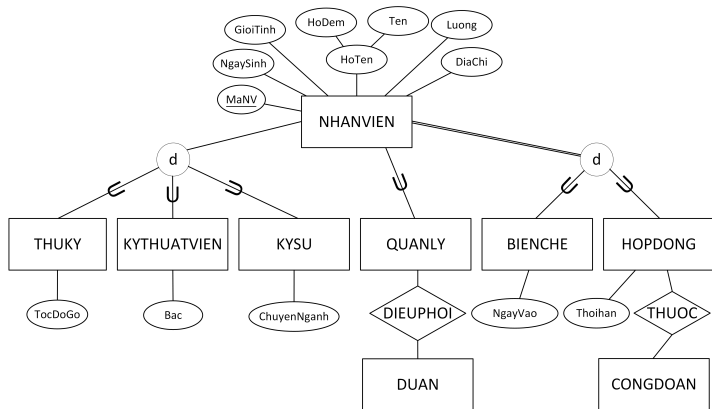 HoDem
Ten
GioiTinh
Luong
NgaySinh
HoTen
DiaChi
MaNV
NHANVIEN
d
d
THUKY
KYTHUATVIEN
KYSU
QUANLY
BIENCHE
HOPDONG
TocDoGo
Bac
ChuyenNganh
DIEUPHOI
NgayVao
Thoihan
THUOC
DUAN
CONGDOAN